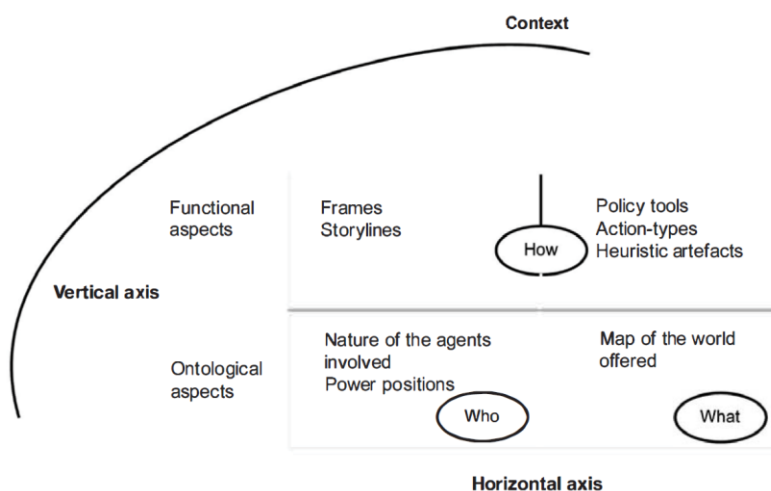 Context
Functional
aspects
Frames
Storylines
How
Policy tools
Action-types
Heuristic artefacts
Vertical axis
Ontological
aspects
Nature of the agents
involved
Power positions
Who
Map of the world
offered
What
Horizontal axis